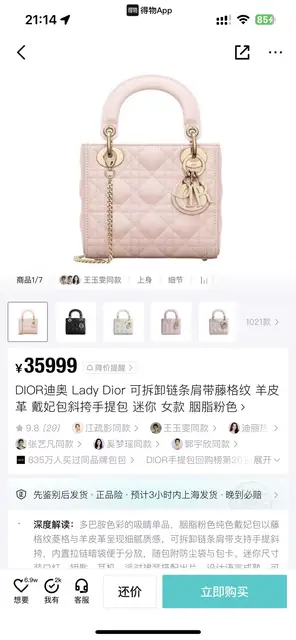 21:14
得物 得物App
85
商品1/7
王玉雯同款
上身
细节
1021款
¥35999
降价提醒
DIOR迪奥 Lady Dior 可拆卸链条肩带藤格纹 羊皮
革 戴妃包斜挎手提包 迷你 女款 胭脂粉色
9.8 (29)
江疏影同款
王玉雯同款
迪丽热
张艺凡同款
奚梦瑶同款
郭宇欣同款
835万人买过同品牌包包
DIOR手提包回购榜第20
展开
先鉴别后发货·正品险·预计3小时内上海发货·晚到必赔
深度解读：多巴胺色彩的吸睛单品，胭脂粉纯色戴妃包以藤
格纹菱格与羊皮革呈现细腻质感，可拆卸链条肩带支持手提斜
挎，内置拉链暗袋便于分放，随包附防尘袋与包卡。迷你尺寸
6.9w
想要
2k
我有
客服
还价
立即购买